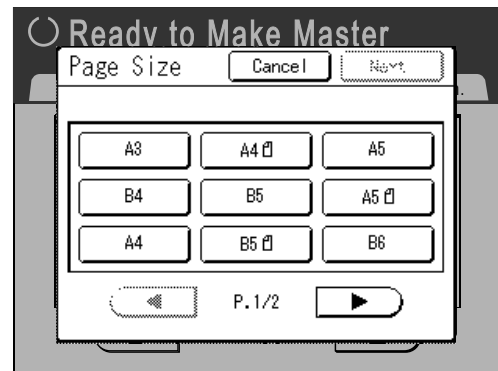 Ready to Make Master
Page Size Cancel Next
A3 A4 A5
B4 B5 A5
A4 B5 B6
P.1/2